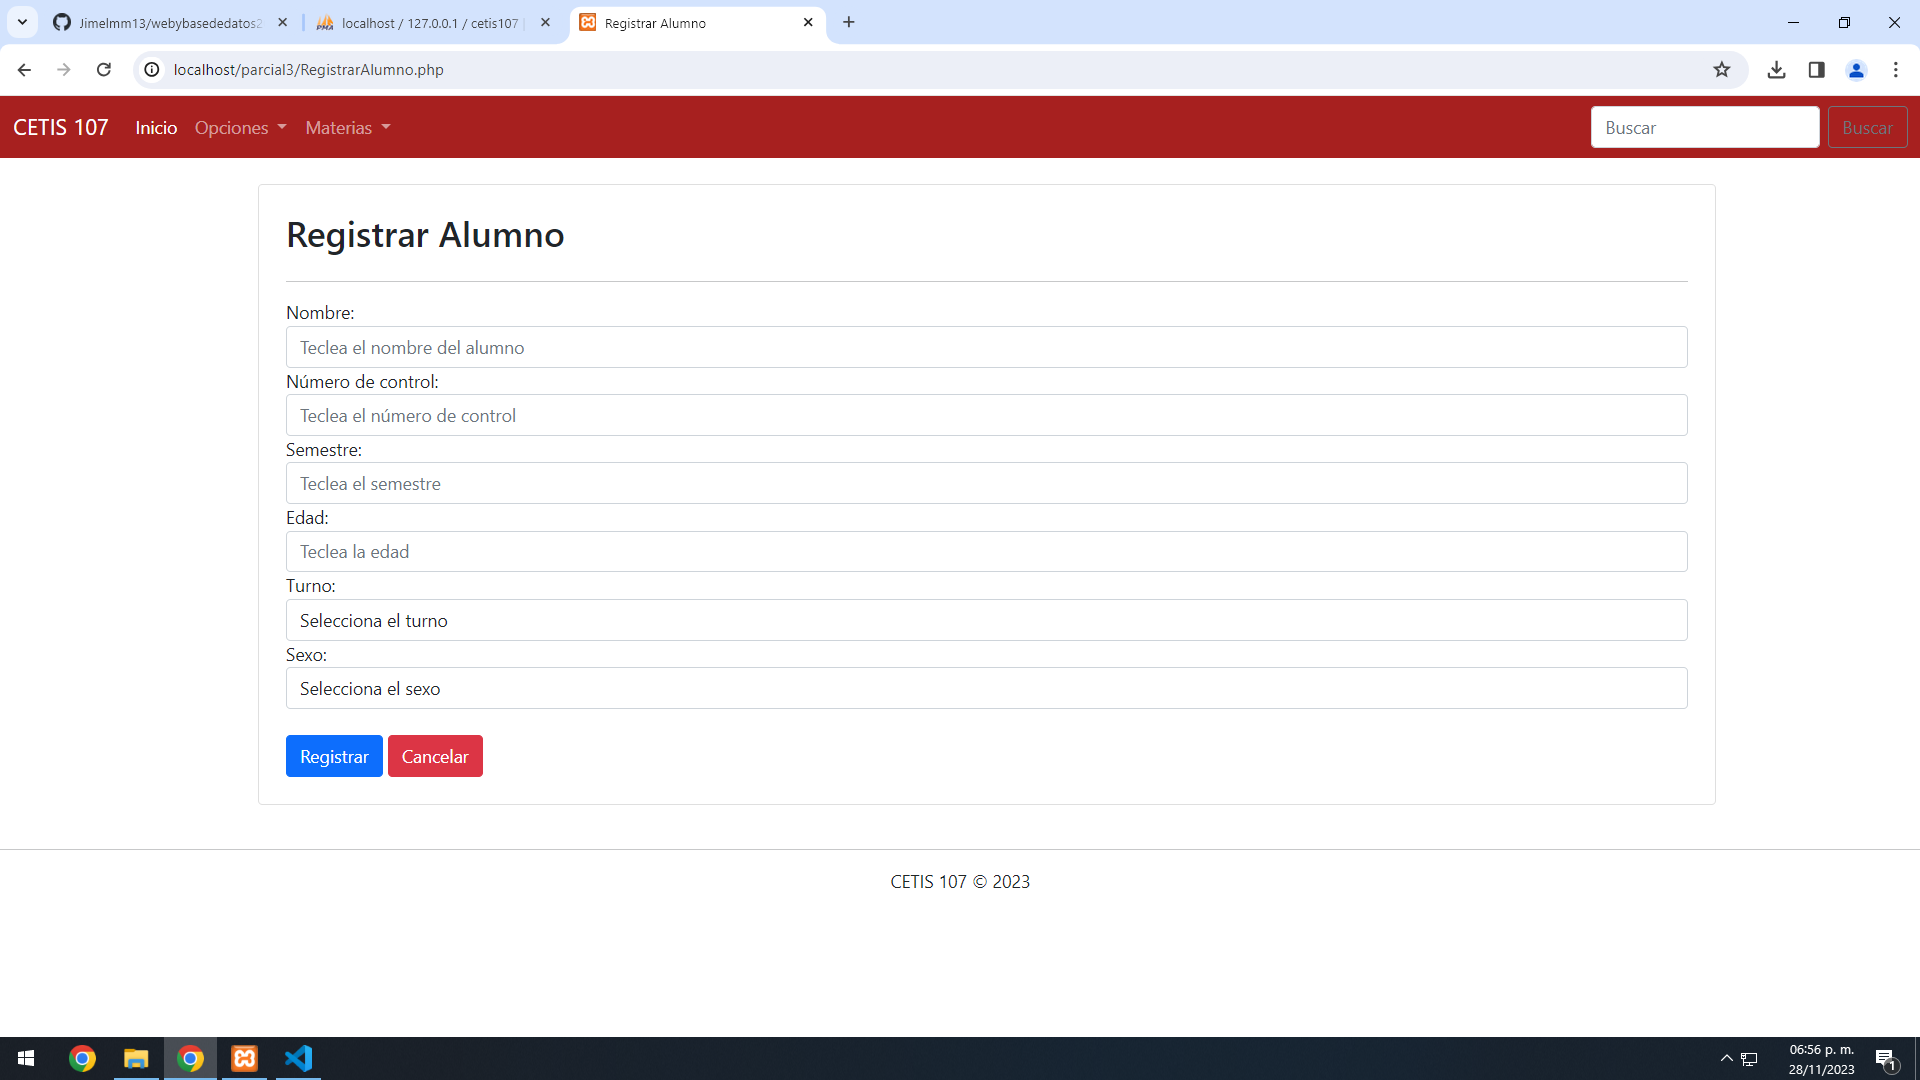 Jimelmm13/webybasededatos2
localhost / 127.0.0.1 / cetis107 |
Registrar Alumno
localhost/parcial3/RegistrarAlumno.php
CETIS 107 Inicio Opciones Materias Buscar Buscar
Registrar Alumno
Nombre:
Teclea el nombre del alumno
Número de control:
Teclea el número de control
Semestre:
Teclea el semestre
Edad:
Teclea la edad
Turno:
Selecciona el turno
Sexo:
Selecciona el sexo
Registrar Cancelar
CETIS 107 © 2023
06:56 p. m.
28/11/2023
1